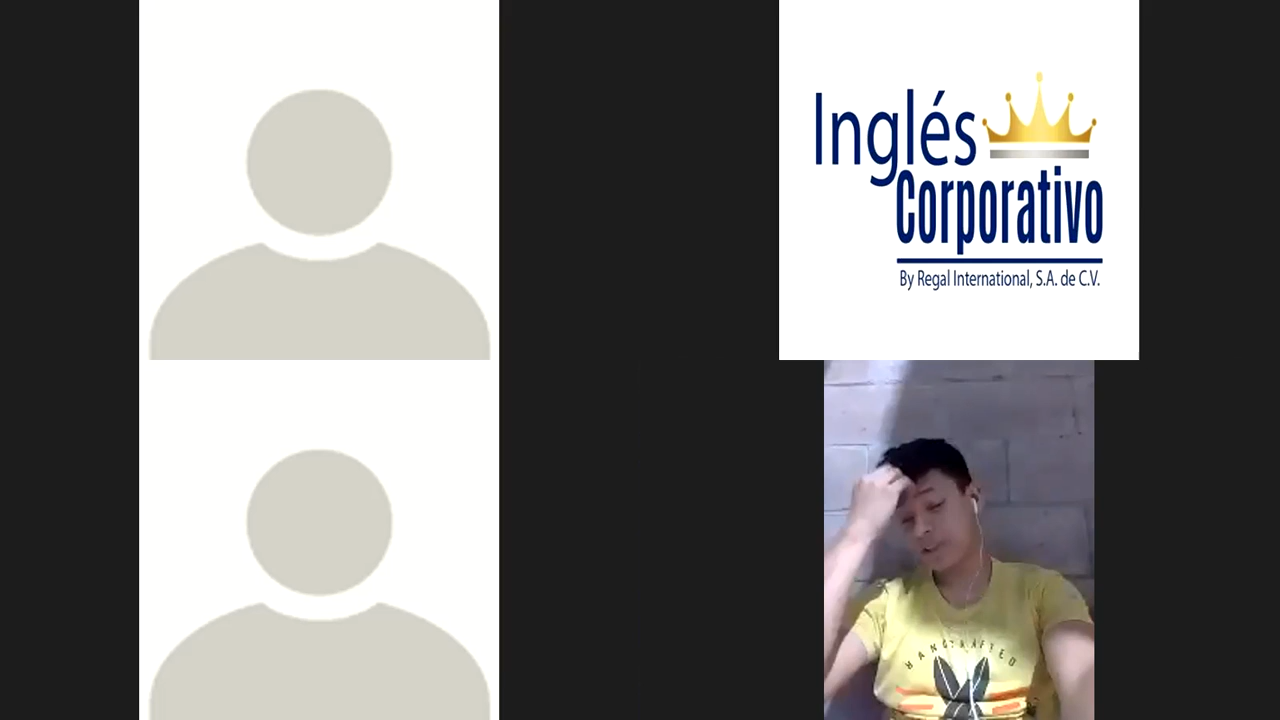 Inglés
Corporativo
By Regal International, S.A. de C.V.
HANDCRAFTED